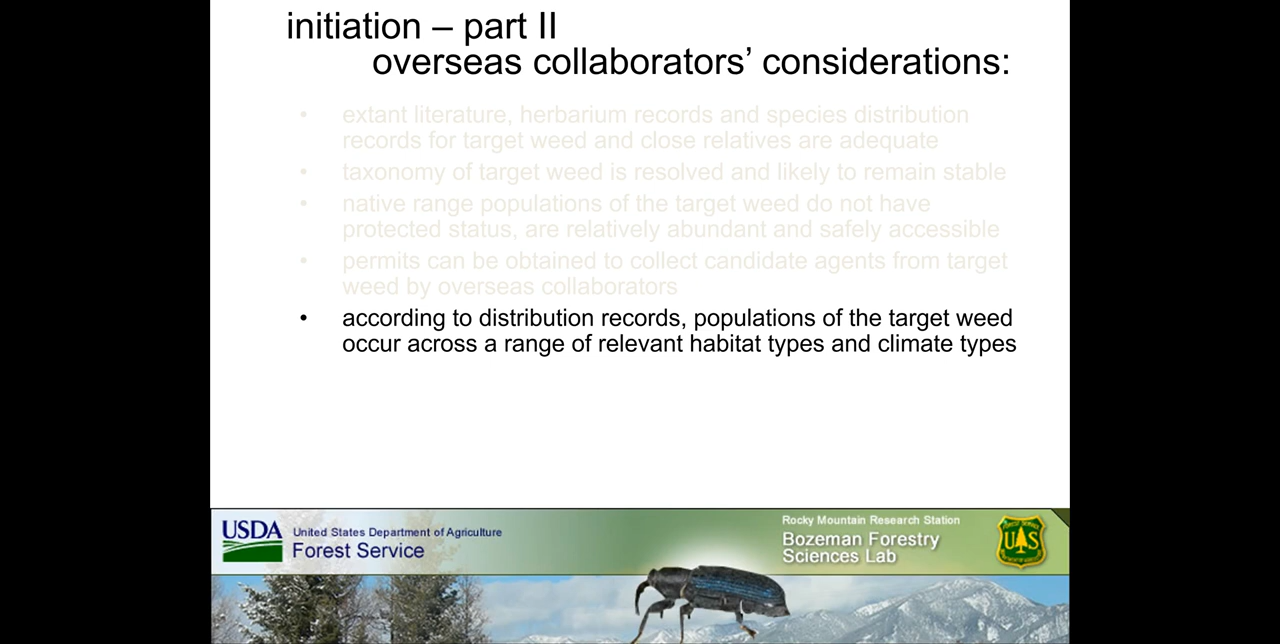 initiation – part II
overseas collaborators’ considerations:
• extant literature, herbarium records and species distribution
records for target weed and close relatives are adequate
• taxonomy of target weed is resolved and likely to remain stable
• native range populations of the target weed do not have
protected status, are relatively abundant and safely accessible
• permits can be obtained to collect candidate agents from target
weed by overseas collaborators
• according to distribution records, populations of the target weed
occur across a range of relevant habitat types and climate types
USDA
United States Department of Agriculture
Forest Service
Rocky Mountain Research Station
Bozeman Forestry
Sciences Lab
UAS